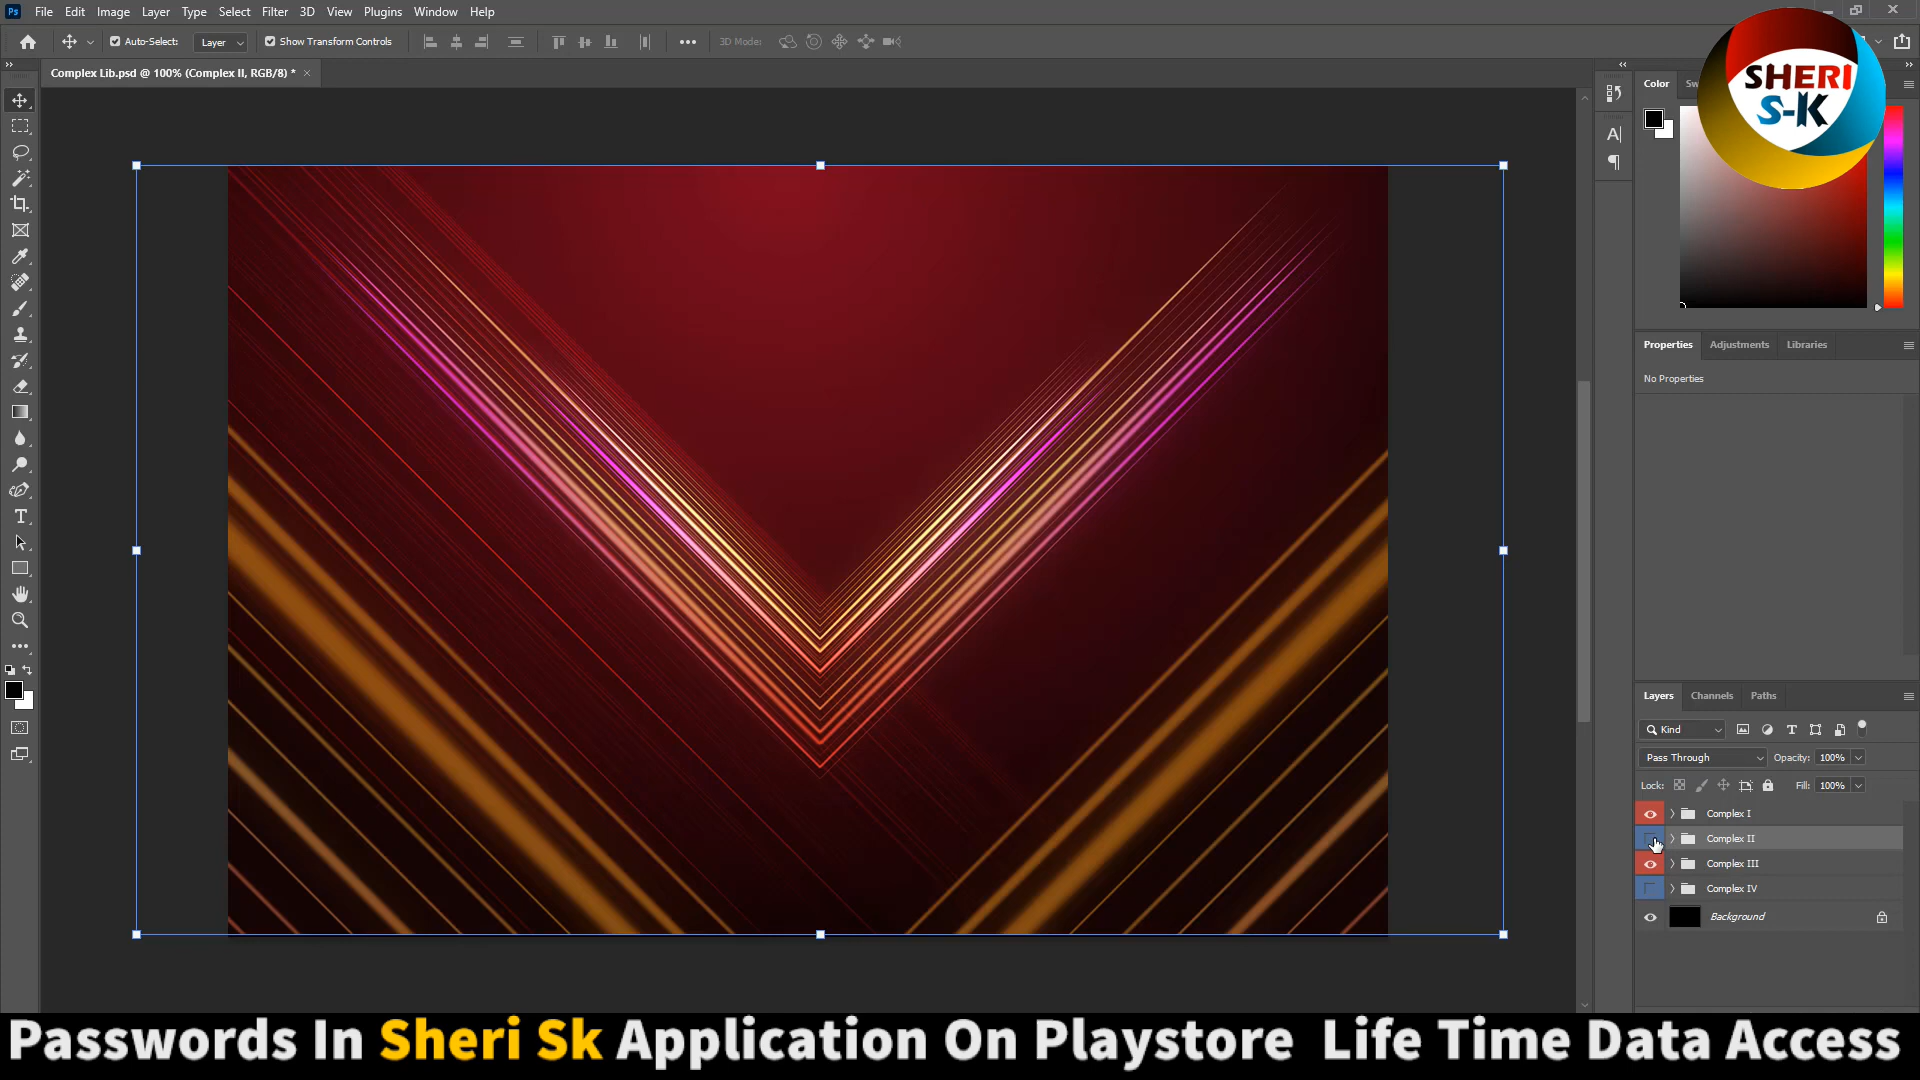 Ps File Edit Image Layer Type Select Filter 3D View Plugins Window Help
Auto-Select: Layer Show Transform Controls 3D Mode:
Complex Lib.psd @ 100% (Complex II, RGB/8) *
SHERI
S-K
Color Sw
Properties Adjustments Libraries
No Properties
Layers Channels Paths
Kind
Pass Through Opacity: 100%
Lock: Fill: 100%
Complex I
Complex II
Complex III
Complex IV
Background
Passwords In Sheri Sk Application On Playstore Life Time Data Access